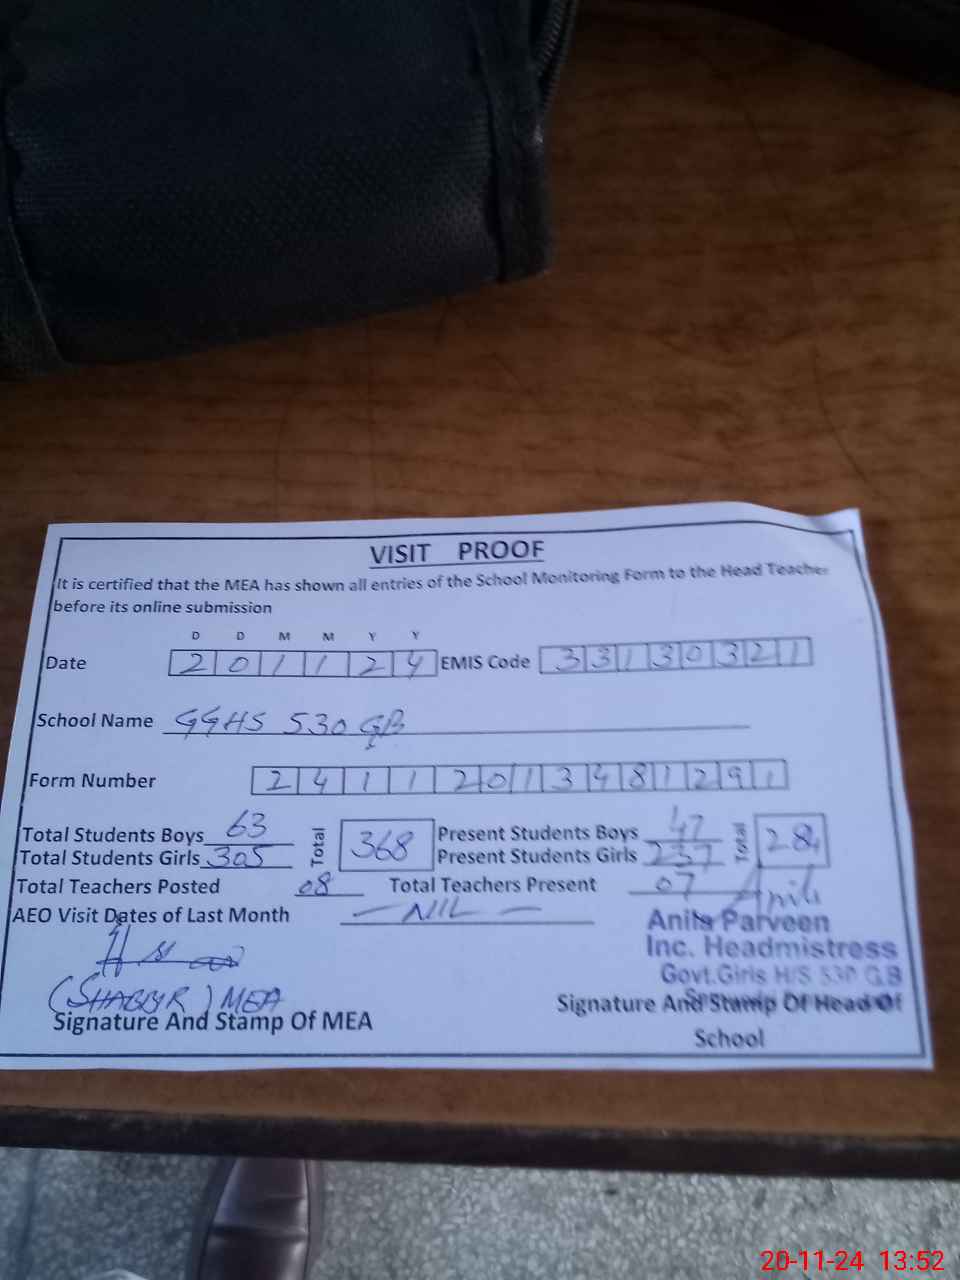 VISIT PROOF
It is certified that the MEA has shown all entries of the School Monitoring Form to the Head Teacher
before its online submission
D D M M Y Y
Date 2 0 1 1 2 4 EMIS Code 3 3 1 3 0 3 2 1
School Name GGHS 530 GB
Form Number 2 4 1 1 2 0 1 3 4 8 1 2 9 1
Total Students Boys 63 Total 368 Present Students Boys 47 Total 284
Total Students Girls 305 Present Students Girls 237
Total Teachers Posted 08 Total Teachers Present 07
AEO Visit Dates of Last Month — NIL —
Anita Parveen
Inc. Headmistress
Govt.Girls H/S 530 G.B
(SHABBIR) MEA
Signature And Stamp Of MEA
Signature And Stamp Of Head Of
School
20-11-24 13:52